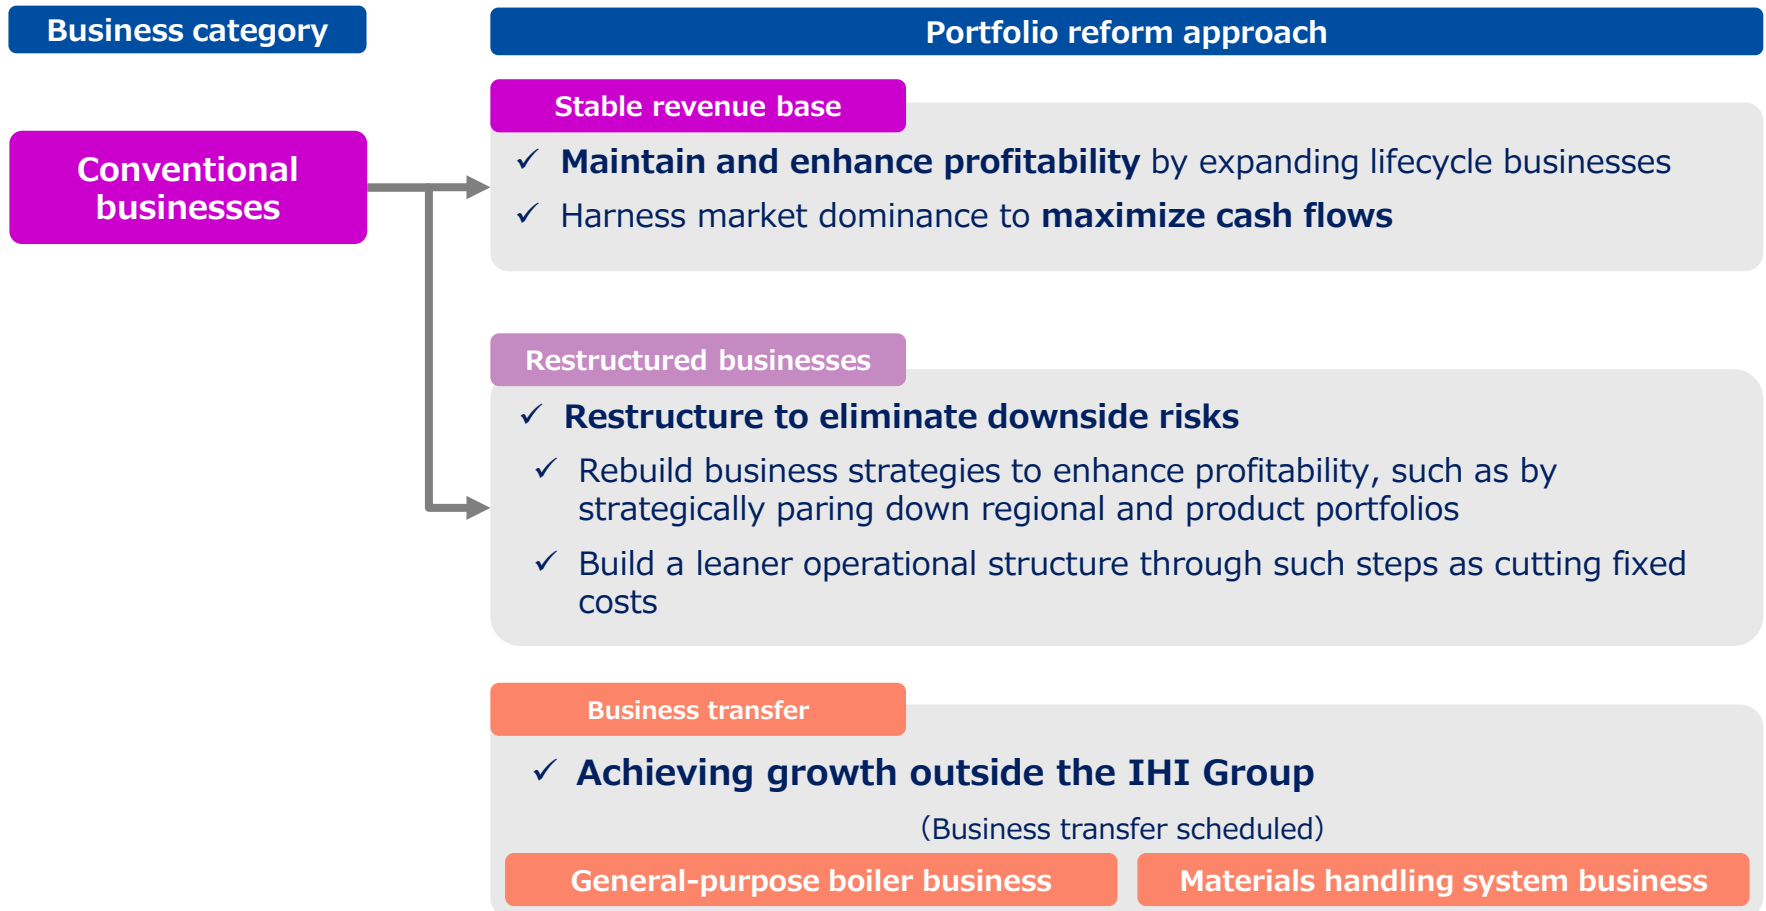 Business category
Portfolio reform approach
Conventional
businesses
Stable revenue base
✓ Maintain and enhance profitability by expanding lifecycle businesses
✓ Harness market dominance to maximize cash flows
Restructured businesses
✓ Restructure to eliminate downside risks
✓ Rebuild business strategies to enhance profitability, such as by
strategically paring down regional and product portfolios
✓ Build a leaner operational structure through such steps as cutting fixed
costs
Business transfer
✓ Achieving growth outside the IHI Group
（Business transfer scheduled）
General-purpose boiler business
Materials handling system business